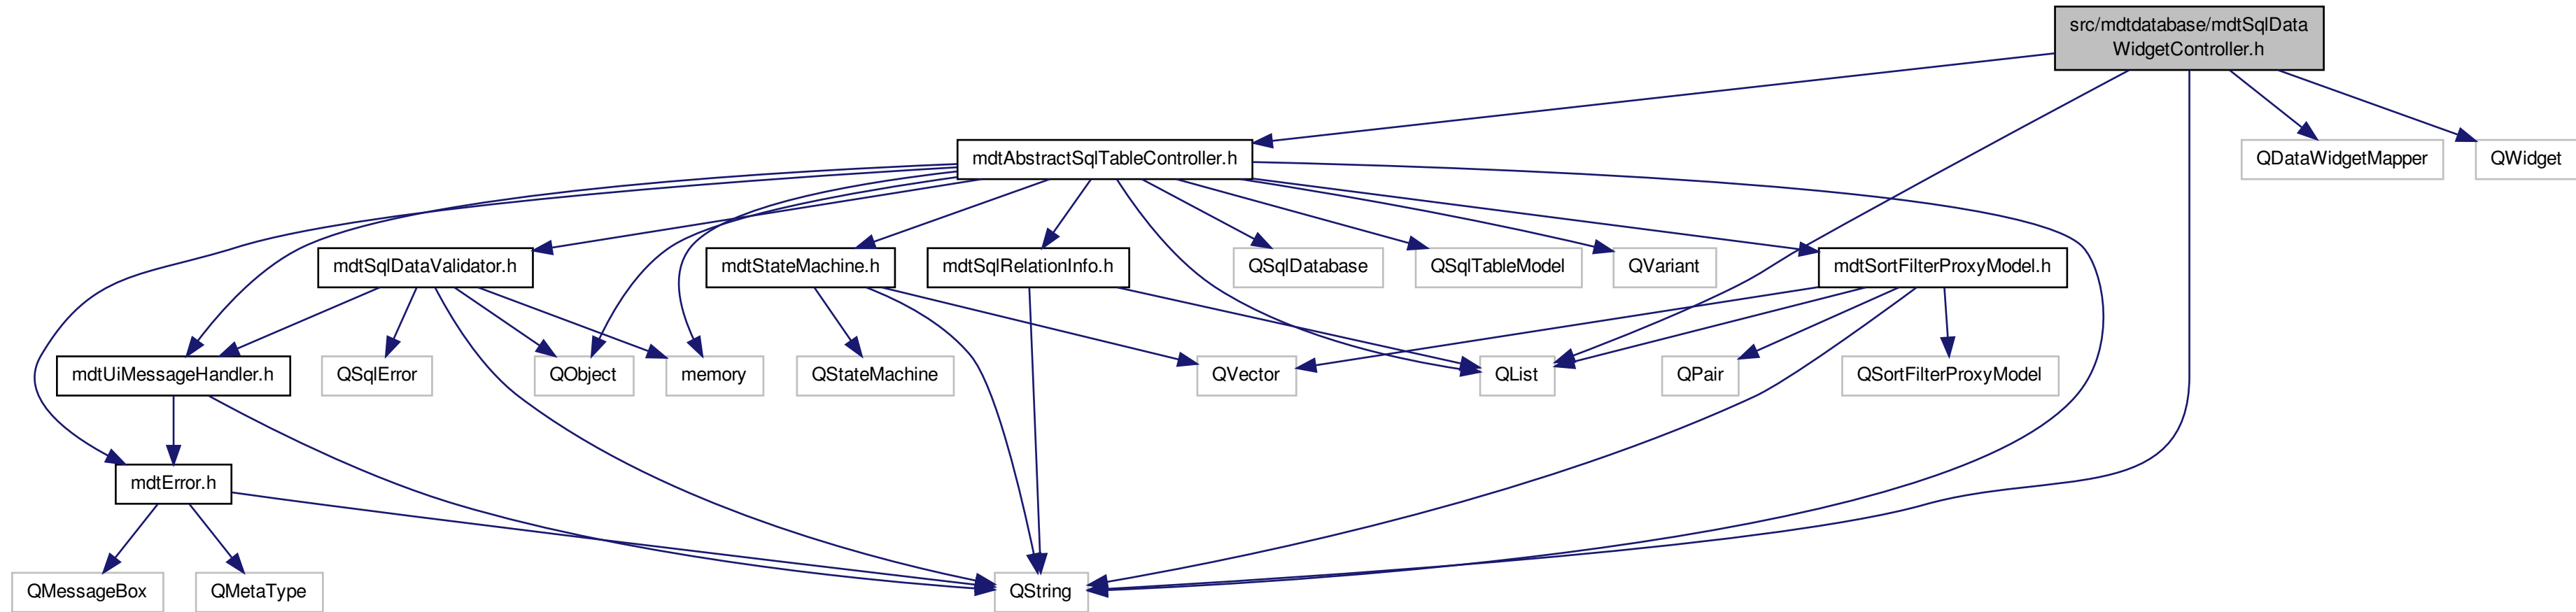 src/mdtdatabase/mdtSqlData
WidgetController.h
mdtAbstractSqlTableController.h
QDataWidgetMapper
QWidget
mdtSqlDataValidator.h
mdtStateMachine.h
mdtSqlRelationInfo.h
QSqlDatabase
QSqlTableModel
QVariant
mdtSortFilterProxyModel.h
mdtUiMessageHandler.h
QSqlError
QObject
memory
QStateMachine
QVector
QList
QPair
QSortFilterProxyModel
mdtError.h
QMessageBox
QMetaType
QString